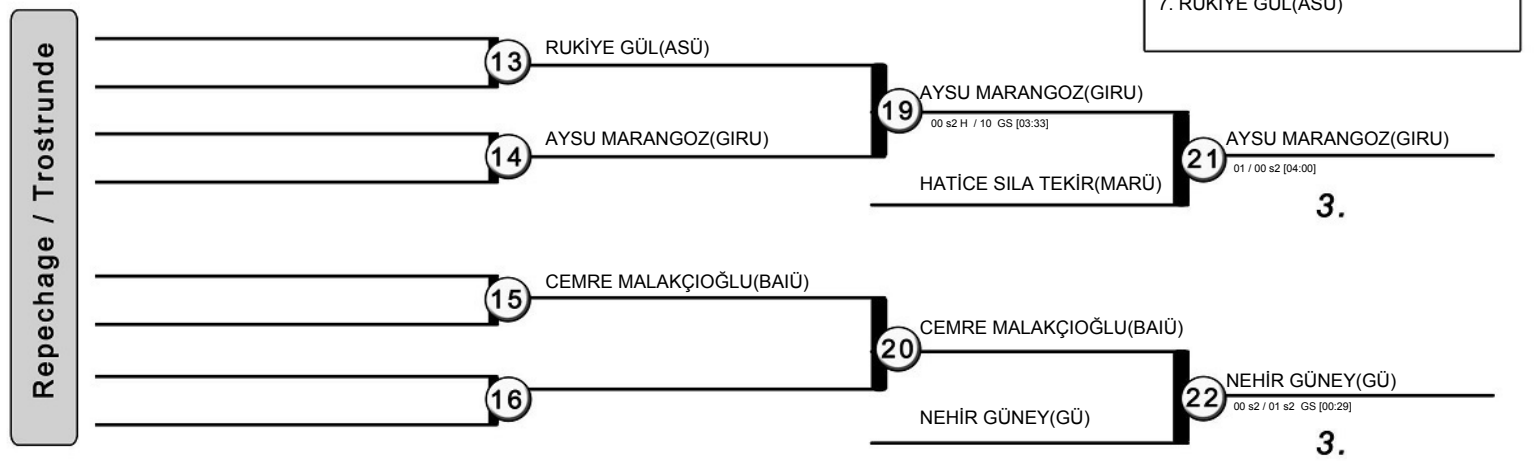 7. RUKİYE GÜL(ASÜ)
Repechage / Trostrunde
13
RUKİYE GÜL(ASÜ)
19
AYSU MARANGOZ(GIRU)
00 s2 H / 10 GS [03:33]
14
AYSU MARANGOZ(GIRU)
21
AYSU MARANGOZ(GIRU)
01 / 00 s2 [04:00]
HATİCE SILA TEKİR(MARÜ)
3.
15
CEMRE MALAKÇIOĞLU(BAIÜ)
20
CEMRE MALAKÇIOĞLU(BAIÜ)
16
22
NEHİR GÜNEY(GÜ)
00 s2 / 01 s2 GS [00:29]
NEHİR GÜNEY(GÜ)
3.